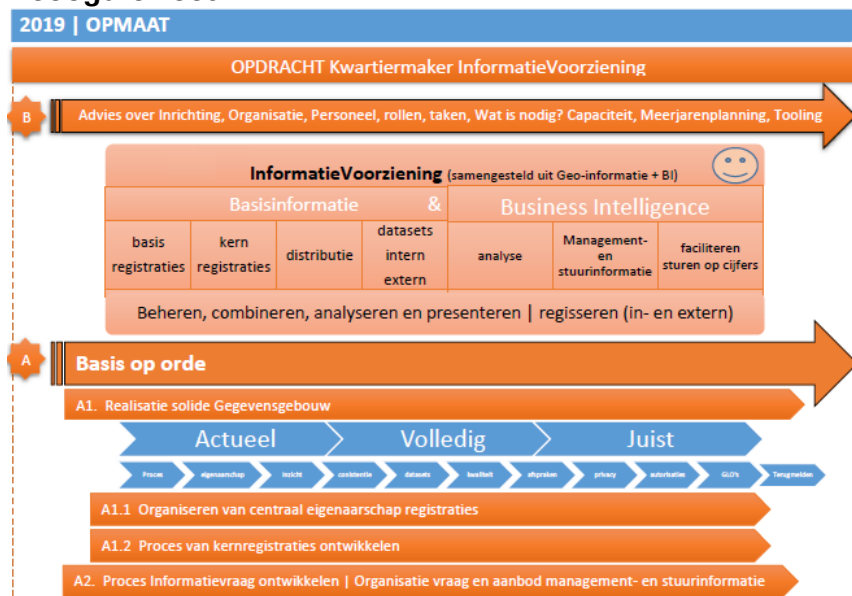 2019 | OPMAAT
OPDRACHT Kwartiermaker InformatieVoorziening
B
Advies over Inrichting, Organisatie, Personeel, rollen, taken, Wat is nodig? Capaciteit, Meerjarenplanning, Tooling
InformatieVoorziening (samengesteld uit Geo-informatie + BI)
Basisinformatie &
Business Intelligence
basis
registraties
kern
registraties
distributie
datasets
intern
extern
analyse
Management-
en
stuurinformatie
faciliteren
sturen op cijfers
Beheren, combineren, analyseren en presenteren | regisseren (in- en extern)
A
Basis op orde
A1. Realisatie solide Gegevensgebouw
Actueel
Volledig
Juist
Proces
eigenaarschap
inzicht
datasets
kwaliteit
afspraken
privacy
autorisaties
GLO's
Terugmelden
A1.1 Organiseren van centraal eigenaarschap registraties
A1.2 Proces van kernregistraties ontwikkelen
A2. Proces Informatievraag ontwikkelen | Organisatie vraag en aanbod management- en stuurinformatie